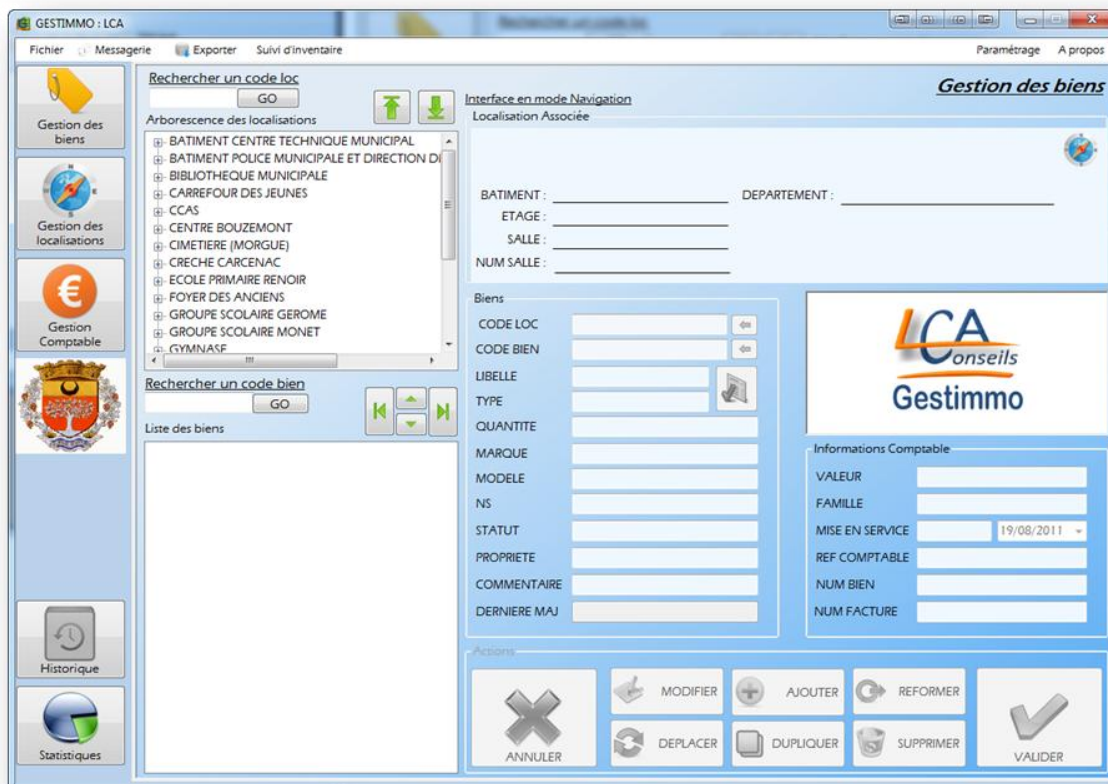 GESTIMMO : LCA
Fichier Messagerie Exporter Suivi d'inventaire Paramétrage A propos
Gestion des biens
Gestion des localisations
Gestion Comptable
Historique
Statistiques
Rechercher un code loc
GO
Arborescence des localisations
BATIMENT CENTRE TECHNIQUE MUNICIPAL
BATIMENT POLICE MUNICIPALE ET DIRECTION DI
BIBLIOTHEQUE MUNICIPALE
CARREFOUR DES JEUNES
CCAS
CENTRE BOUZEMONT
CIMETIERE (MORGUE)
CRECHE CARCENAC
ECOLE PRIMAIRE RENOIR
FOYER DES ANCIENS
GROUPE SCOLAIRE GEROME
GROUPE SCOLAIRE MONET
GYMNASE
Rechercher un code bien
GO
Liste des biens
Gestion des biens
Interface en mode Navigation
Localisation Associée
BATIMENT : DEPARTEMENT :
ETAGE :
SALLE :
NUM SALLE :
Biens
CODE LOC
CODE BIEN
LIBELLE
TYPE
QUANTITE
MARQUE
MODELE
NS
STATUT
PROPRIETE
COMMENTAIRE
DERNIERE MAJ
LCA
Conseils
Gestimmo
Informations Comptable
VALEUR
FAMILLE
MISE EN SERVICE 19/08/2011
REF COMPTABLE
NUM BIEN
NUM FACTURE
Actions
ANNULER
MODIFIER AJOUTER REFORMER
DEPLACER DUPLIQUER SUPPRIMER
VALIDER